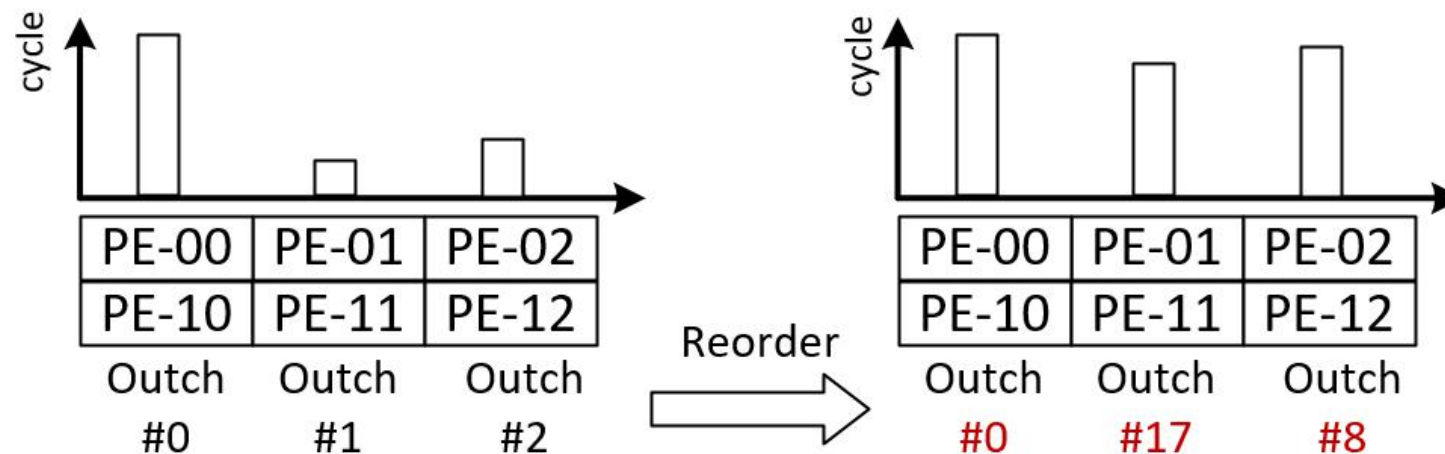 cycle
PE-00 PE-01 PE-02
PE-10 PE-11 PE-12
Outch Outch Outch
#0 #1 #2
Reorder
cycle
PE-00 PE-01 PE-02
PE-10 PE-11 PE-12
Outch Outch Outch
#0 #17 #8